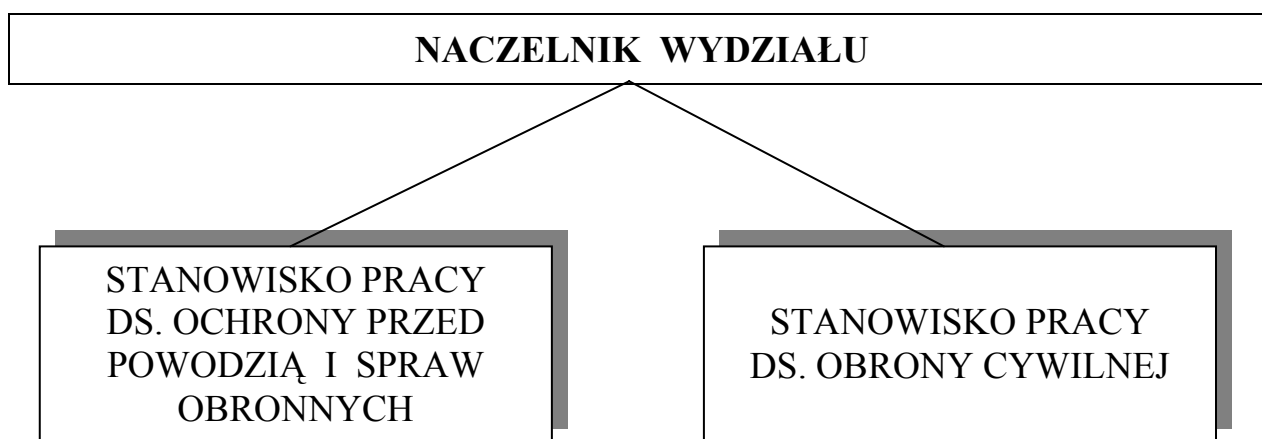 NACZELNIK WYDZIAŁU
STANOWISKO PRACY
DS. OCHRONY PRZED
POWODZIĄ I SPRAW
OBRONNYCH
STANOWISKO PRACY
DS. OBRONY CYWILNEJ